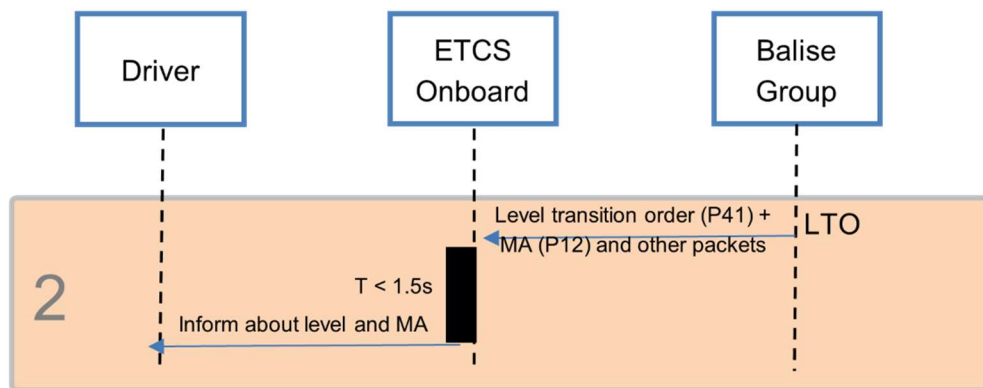 Driver
ETCS
Onboard
Balise
Group
Level transition order (P41) +
MA (P12) and other packets
LTO
2
T < 1.5s
Inform about level and MA